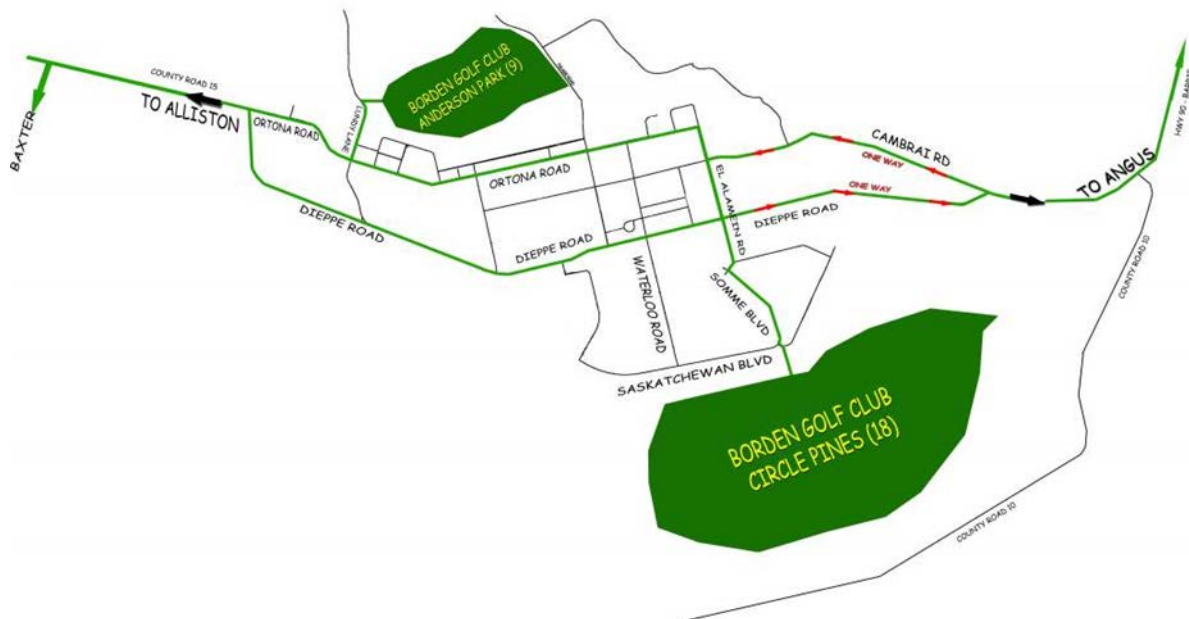 COUNTY ROAD 15
TO ALLISTON
BAXTER
ORTONA ROAD
LUNDY LANE
BORDEN GOLF CLUB
ANDERSON PARK (9)
ORTONA ROAD
CAMBRAI RD
ONE WAY
ONE WAY
TO ANGUS
HWY 90 - BARRIE
EL ALAMEIN RD
DIEPPE ROAD
DIEPPE ROAD
DIEPPE ROAD
WATERLOO ROAD
SOMME BLVD
SASKATCHEWAN BLVD
COUNTY ROAD 10
BORDEN GOLF CLUB
CIRCLE PINES (18)
COUNTY ROAD 10